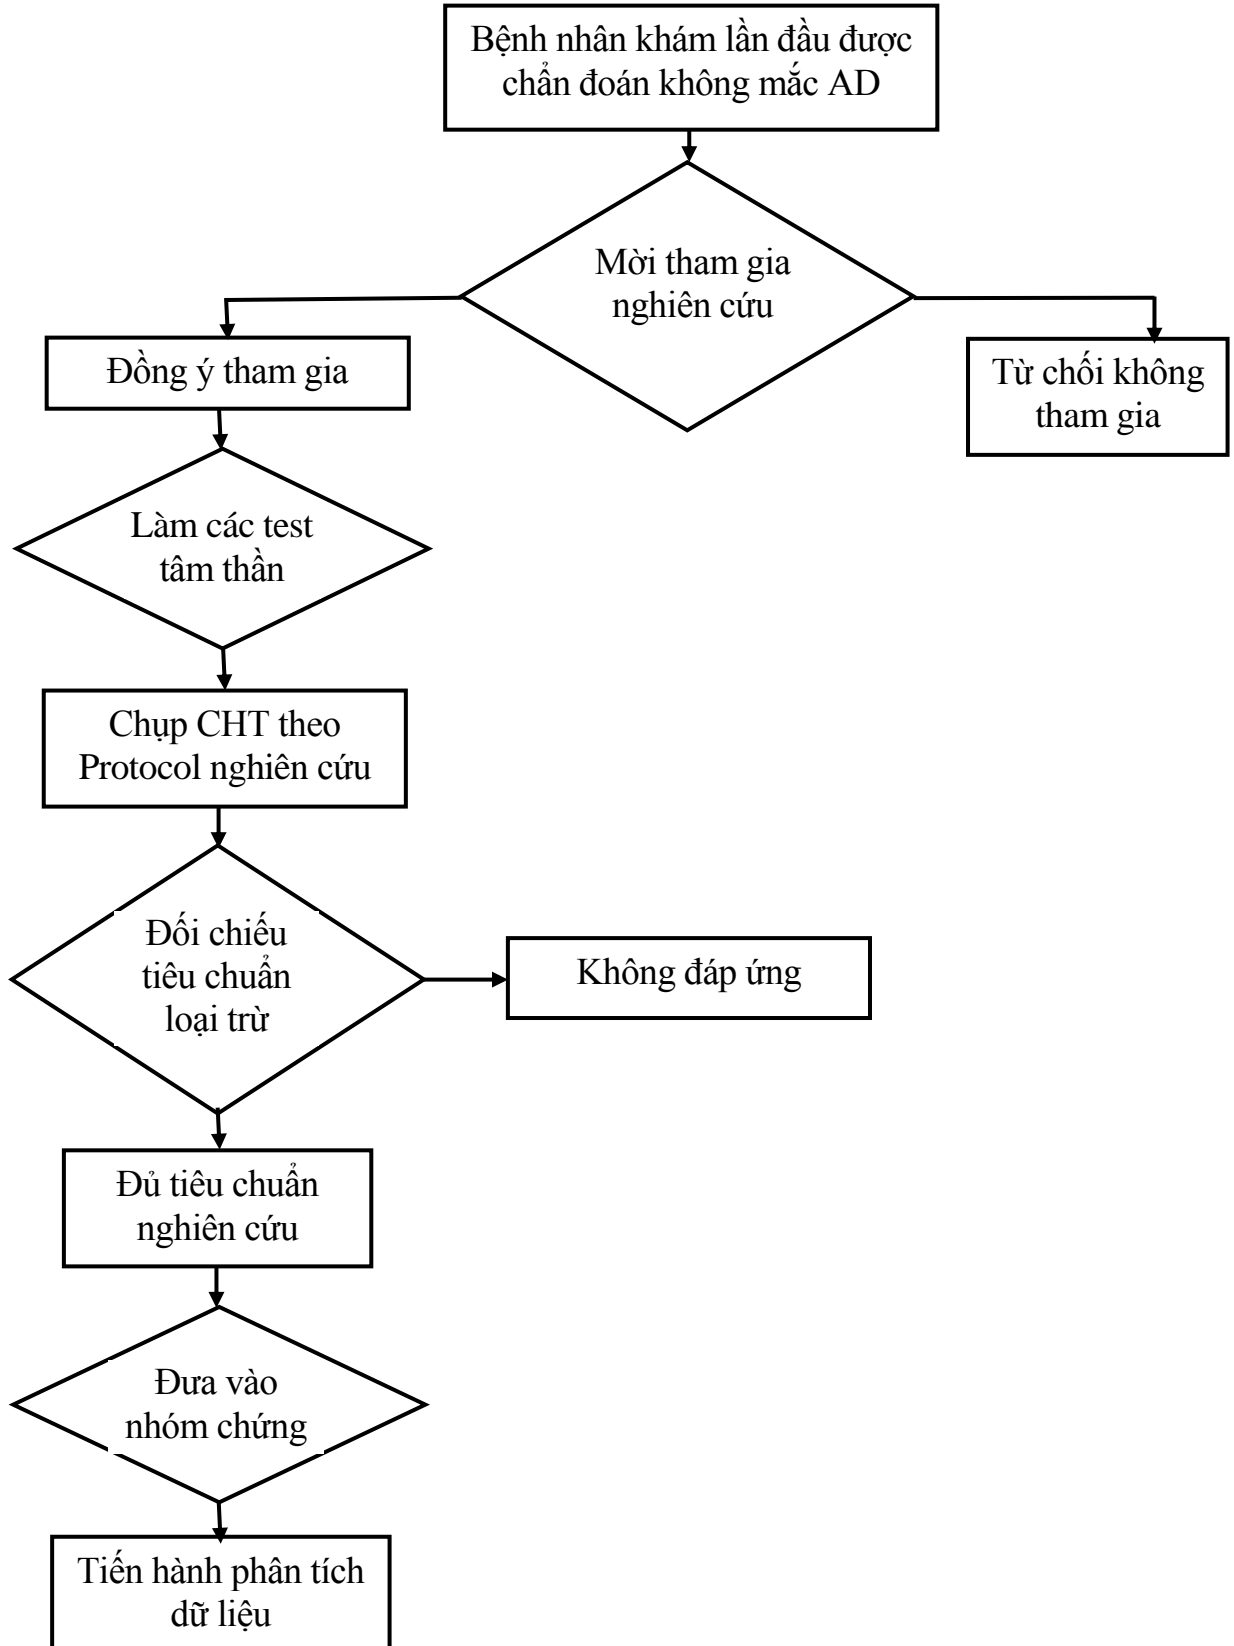 Bệnh nhân khám lần đầu được
chẩn đoán không mắc AD
Mời tham gia
nghiên cứu
Đồng ý tham gia
Từ chối không
tham gia
Làm các test
tâm thần
Chụp CHT theo
Protocol nghiên cứu
Đối chiếu
tiêu chuẩn
loại trừ
Không đáp ứng
Đủ tiêu chuẩn
nghiên cứu
Đưa vào
nhóm chứng
Tiến hành phân tích
dữ liệu